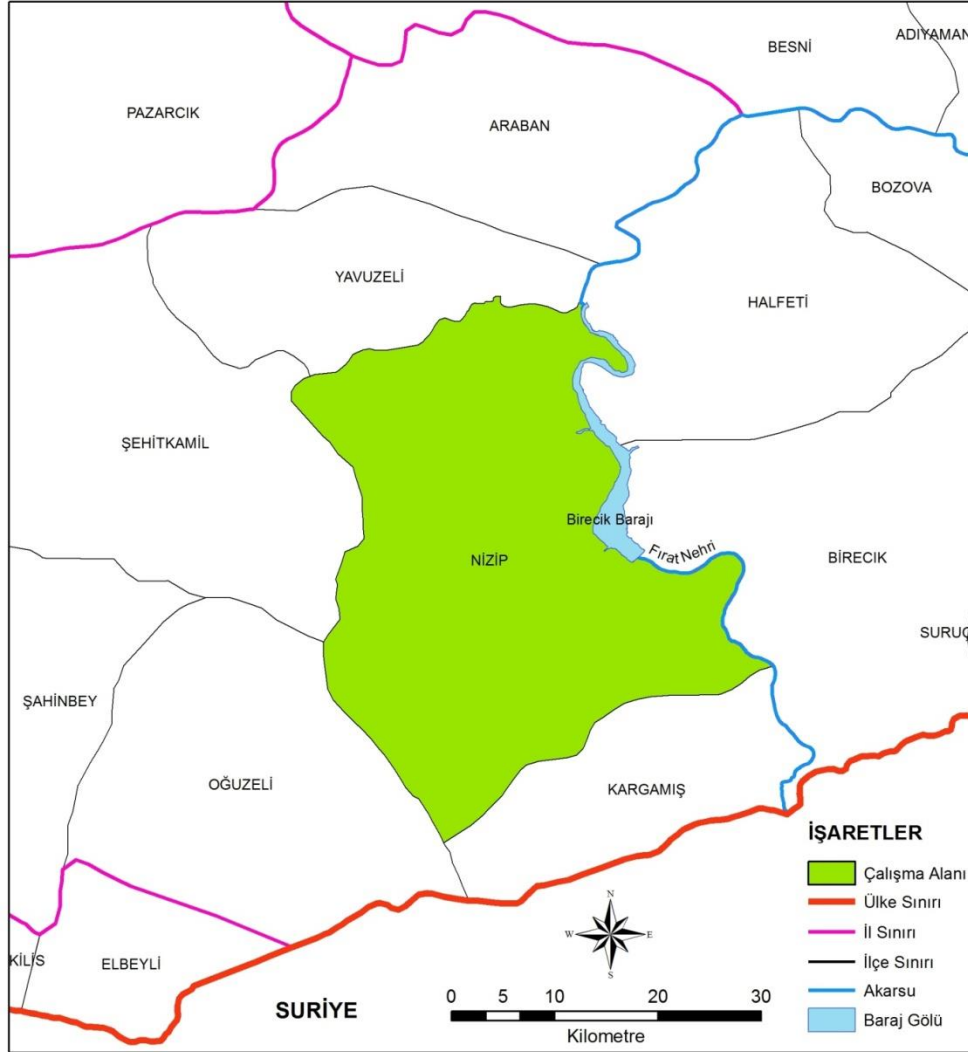 BESNİ
ADIYAMAN
PAZARCIK
ARABAN
BOZOVA
YAVUZELİ
HALFETİ
ŞEHİTKAMİL
Birecik Barajı
Fırat Nehri
NİZİP
BİRECIK
SURUÇ
ŞAHİNBEY
OĞUZELİ
KARGAMIŞ
İŞARETLER
Çalışma Alanı
Ülke Sınırı
İl Sınırı
İlçe Sınırı
Akarsu
Baraj Gölü
N
W E
S
KİLİS
ELBEYLİ
SURİYE
0 5 10 20 30
Kilometre